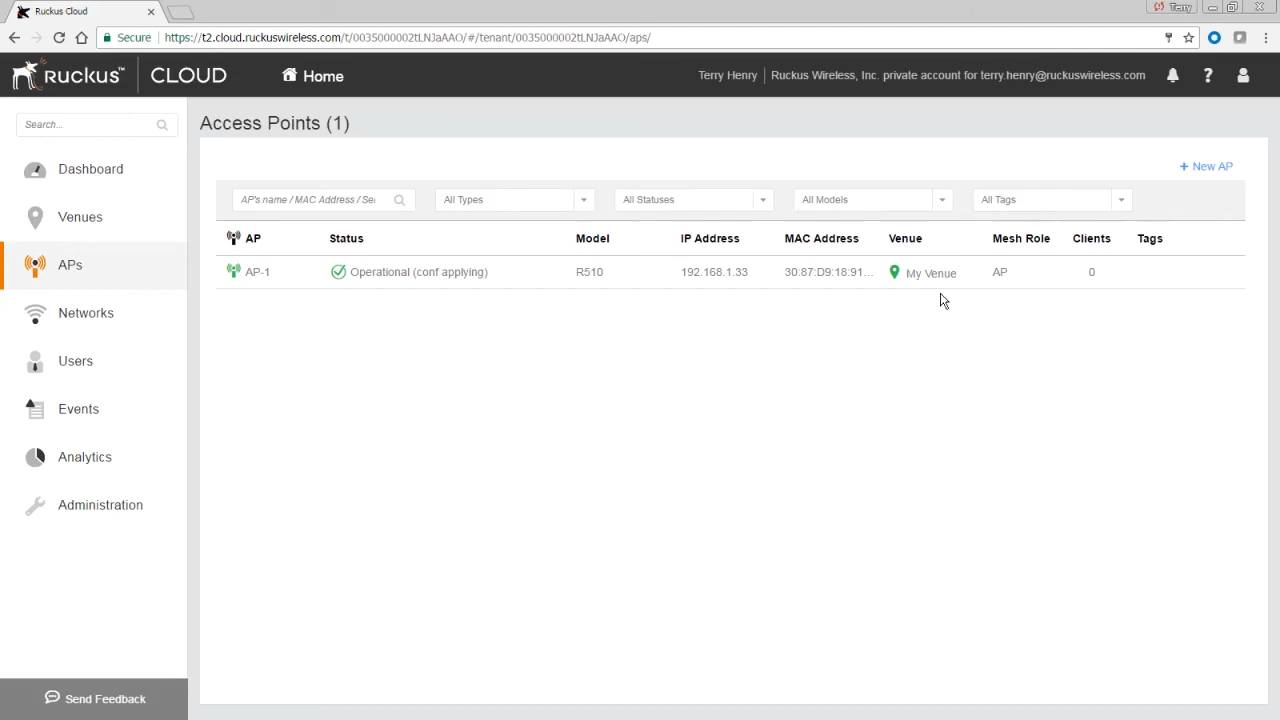 Ruckus Cloud
Terry
Secure
https://t2.cloud.ruckuswireless.com/t/0035000002tLNJaAAO/#/tenant/0035000002tLNJaAAO/aps/
RUCKUS™ CLOUD Home
Terry Henry Ruckus Wireless, Inc. private account for terry.henry@ruckuswireless.com ?
Search...
Dashboard
Venues
APs
Networks
Users
Events
Analytics
Administration
Send Feedback
Access Points (1)
+ New AP
AP's name / MAC Address / Ser All Types All Statuses All Models All Tags
AP Status Model IP Address MAC Address Venue Mesh Role Clients Tags
AP-1 Operational (conf applying) R510 192.168.1.33 30:87:D9:18:91... My Venue AP 0